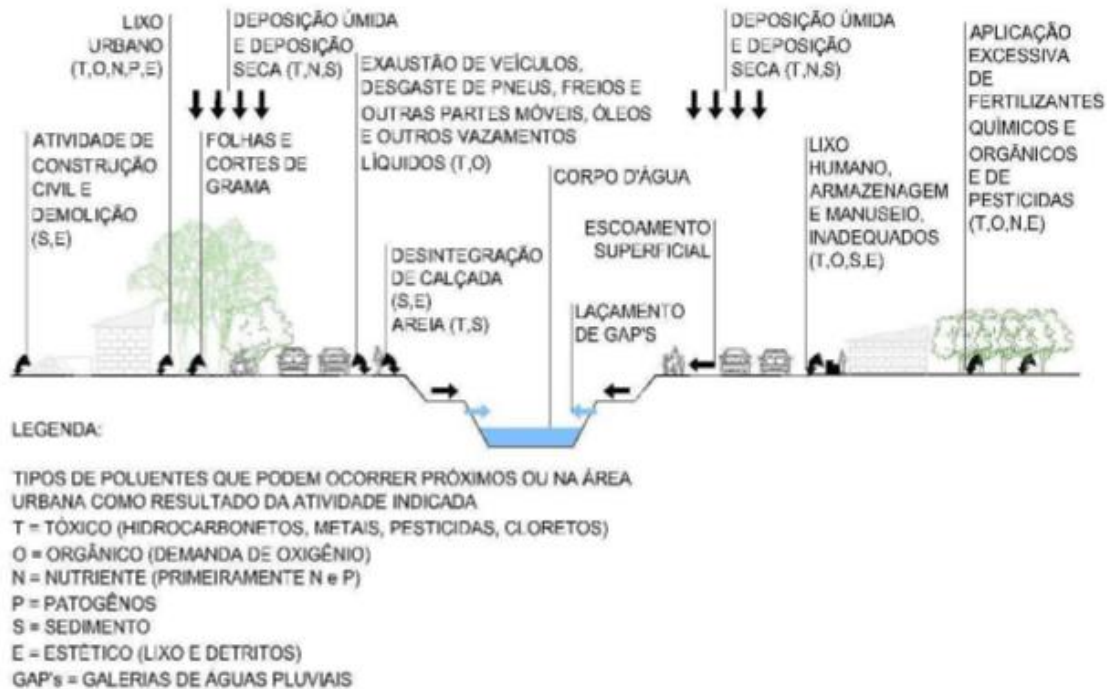 LIXO
URBANO
(T,O,N,P,E)
DEPOSIÇÃO ÚMIDA
E DEPOSIÇÃO
SECA (T,N,S)
EXAUSTÃO DE VEÍCULOS,
DESGASTE DE PNEUS, FREIOS E
OUTRAS PARTES MÓVEIS, ÓLEOS
E OUTROS VAZAMENTOS
LÍQUIDOS (T,O)
DEPOSIÇÃO ÚMIDA
E DEPOSIÇÃO
SECA (T,N,S)
APLICAÇÃO
EXCESSIVA
DE
FERTILIZANTES
QUÍMICOS E
ORGÂNICOS
E DE
PESTICIDAS
(T,O,N,E)
ATIVIDADE DE
CONSTRUÇÃO
CIVIL E
DEMOLIÇÃO
(S,E)
FOLHAS E
CORTES DE
GRAMA
CORPO D'ÁGUA
LIXO
HUMANO,
ARMAZENAGEM
E MANUSEIO,
INADEQUADOS
(T,O,S,E)
ESCOAMENTO
SUPERFICIAL
DESINTEGRAÇÃO
DE CALÇADA
(S,E)
AREIA (T,S)
LAÇAMENTO
DE GAP'S
LEGENDA:
TIPOS DE POLUENTES QUE PODEM OCORRER PRÓXIMOS OU NA ÁREA
URBANA COMO RESULTADO DA ATIVIDADE INDICADA
T = TÓXICO (HIDROCARBONETOS, METAIS, PESTICIDAS, CLORETOS)
O = ORGÂNICO (DEMANDA DE OXIGÊNIO)
N = NUTRIENTE (PRIMEIRAMENTE N e P)
P = PATOGÊNOS
S = SEDIMENTO
E = ESTÉTICO (LIXO E DETRITOS)
GAP's = GALERIAS DE ÁGUAS PLUVIAIS